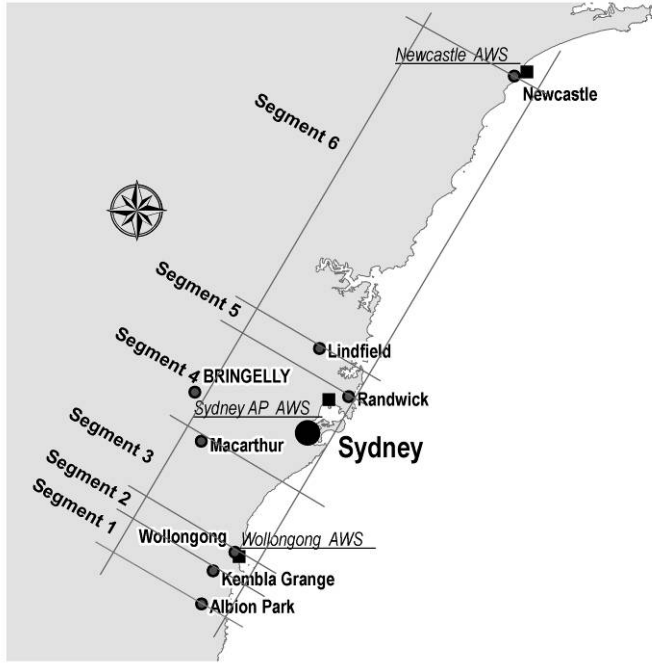 Newcastle AWS
Newcastle
Segment 6
Segment 5
Lindfield
Segment 4
BRINGELLY
Randwick
Sydney AP AWS
Segment 3
Macarthur
Sydney
Segment 2
Segment 1
Wollongong
Wollongong AWS
Kembla Grange
Albion Park